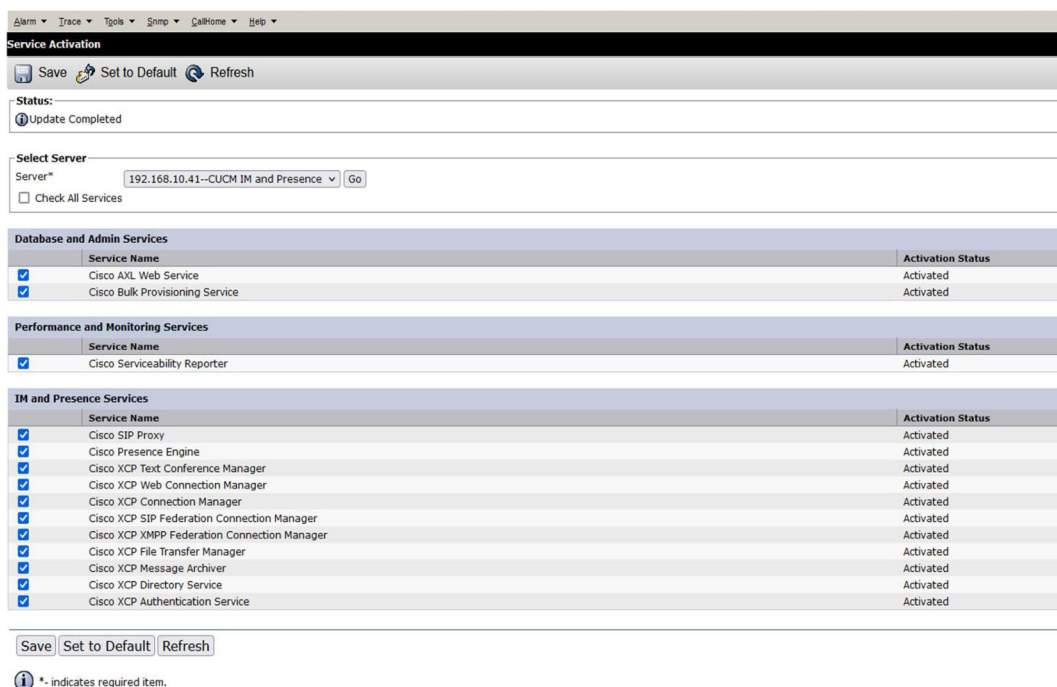 Alarm Trace Tools Snmp CallHome Help
Service Activation
Save Set to Default Refresh
Status:
Update Completed
Select Server
Server* 192.168.10.41--CUCM IM and Presence Go
Check All Services
Database and Admin Services
Service Name Activation Status
Cisco AXL Web Service Activated
Cisco Bulk Provisioning Service Activated
Performance and Monitoring Services
Service Name Activation Status
Cisco Serviceability Reporter Activated
IM and Presence Services
Service Name Activation Status
Cisco SIP Proxy Activated
Cisco Presence Engine Activated
Cisco XCP Text Conference Manager Activated
Cisco XCP Web Connection Manager Activated
Cisco XCP Connection Manager Activated
Cisco XCP SIP Federation Connection Manager Activated
Cisco XCP XMPP Federation Connection Manager Activated
Cisco XCP File Transfer Manager Activated
Cisco XCP Message Archiver Activated
Cisco XCP Directory Service Activated
Cisco XCP Authentication Service Activated
Save Set to Default Refresh
*- indicates required item.